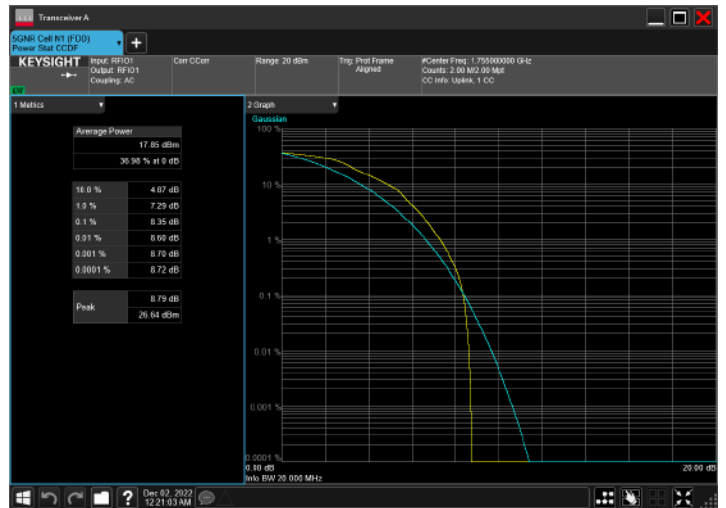 Transceiver A
5GNR Cell N1 (FDD)
Power Stat CCDF
KEYSIGHT
Input: RFIO1
Output: RFIO1
Coupling: AC
Corr CCorr
Range: 20 dBm
Trig: Prot Frame
Aligned
#Center Freq: 1.755000000 GHz
Counts: 2.00 M/2.00 Mpt
CC Info: Uplink, 1 CC
1 Metrics
Average Power
17.85 dBm
36.98 % at 0 dB
10.0 % 4.87 dB
1.0 % 7.29 dB
0.1 % 8.35 dB
0.01 % 8.60 dB
0.001 % 8.70 dB
0.0001 % 8.72 dB
Peak
8.79 dB
26.64 dBm
2 Graph
Gaussian
100 %
10 %
1 %
0.1 %
0.01 %
0.001 %
0.0001 %
0.00 dB
20.00 dB
Info BW 20.000 MHz
?
Dec 02, 2022
12:21:03 AM